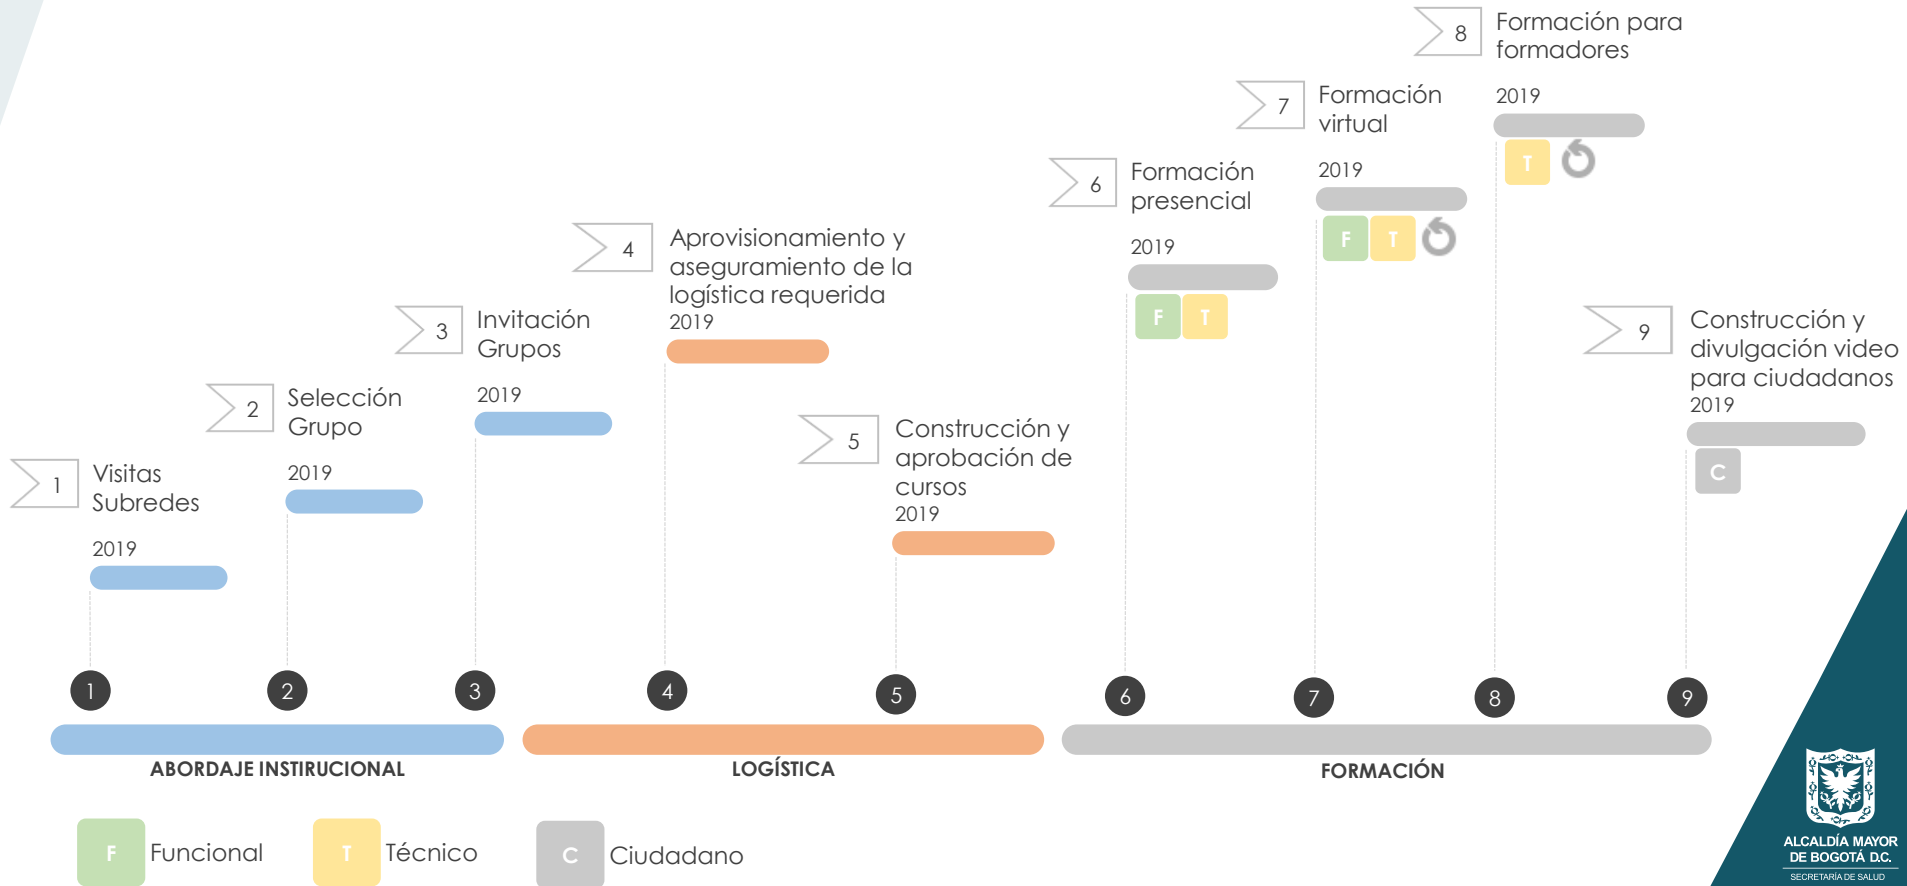 1
Visitas
Subredes
2019
2
Selección
Grupo
2019
3
Invitación
Grupos
2019
4
Aprovisionamiento y
aseguramiento de la
logística requerida
2019
5
Construcción y
aprobación de
cursos
2019
6
Formación
presencial
2019
F T
7
Formación
virtual
2019
F T
8
Formación para
formadores
2019
T
9
Construcción y
divulgación video
para ciudadanos
2019
C
1 2 3 4 5 6 7 8 9
ABORDAJE INSTIRUCIONAL
LOGÍSTICA
FORMACIÓN
F Funcional
T Técnico
C Ciudadano
ALCALDÍA MAYOR
DE BOGOTÁ D.C.
SECRETARÍA DE SALUD